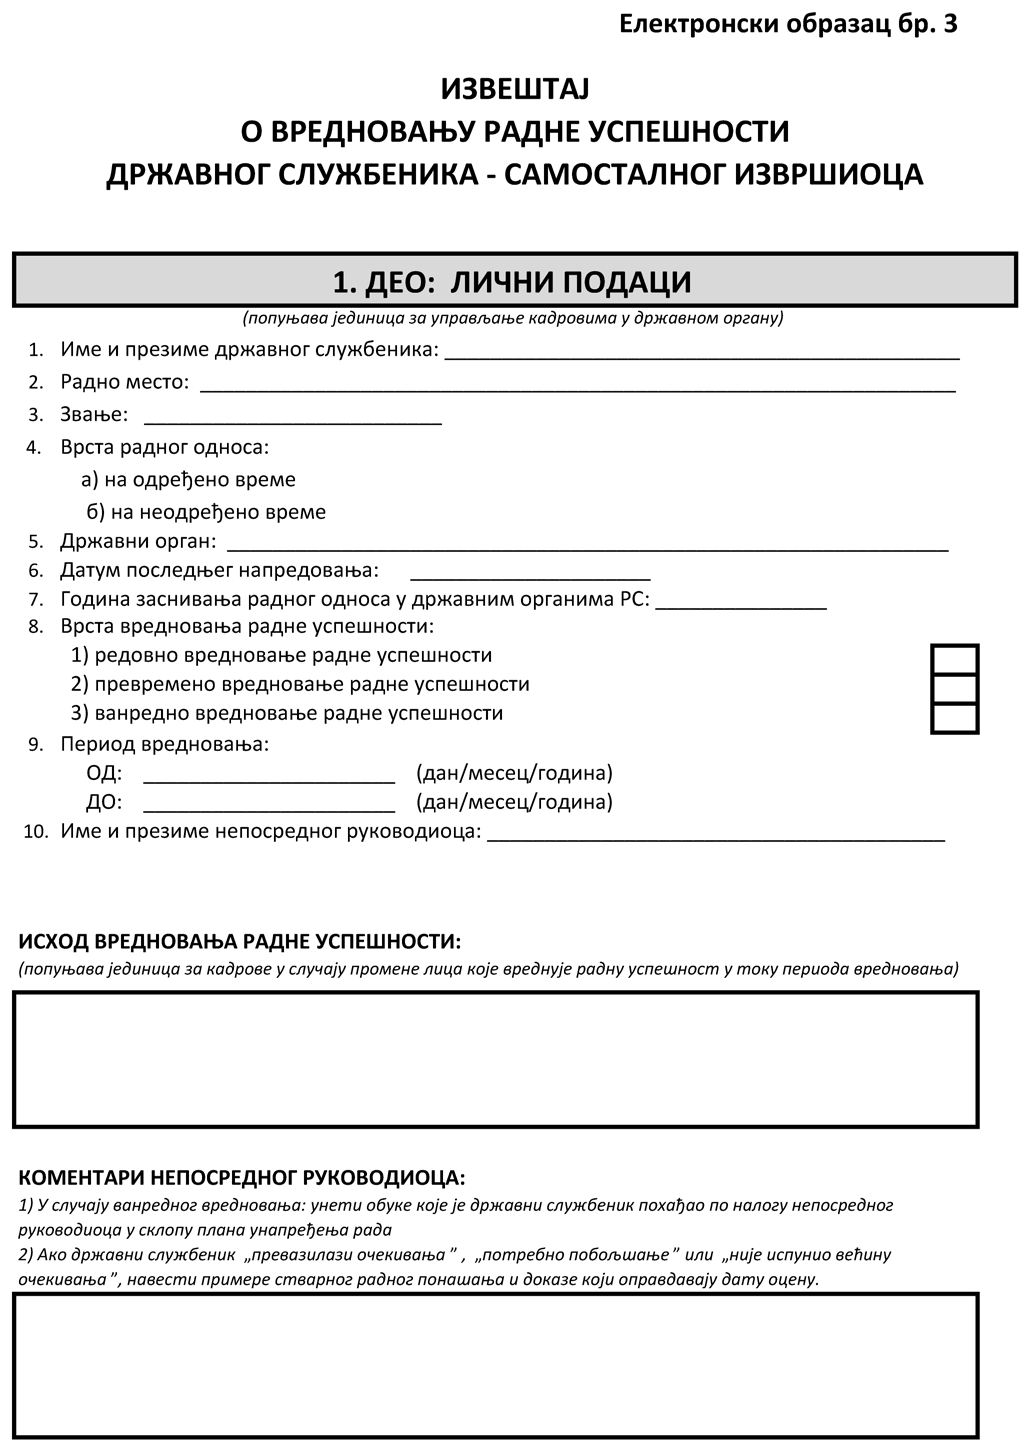 Електронски образац бр. 3
ИЗВЕШТАЈ
О ВРЕДНОВАЊУ РАДНЕ УСПЕШНОСТИ
ДРЖАВНОГ СЛУЖБЕНИКА - САМОСТАЛНОГ ИЗВРШИОЦА
1. ДЕО:  ЛИЧНИ ПОДАЦИ
(попуњава јединица за управљање кадровима у државном органу)
1. Име и презиме државног службеника: ____________________
2. Радно место: ____________________
3. Звање: ____________________
4. Врста радног односа:
а) на одређено време
б) на неодређено време
5. Државни орган: ____________________
6. Датум последњег напредовања: ____________________
7. Година заснивања радног односа у државним органима РС: _______________
8. Врста вредновања радне успешности:
1) редовно вредновање радне успешности
2) превремено вредновање радне успешности
3) ванредно вредновање радне успешности
9. Период вредновања:
ОД: ______________________ (дан/месец/година)
ДО: ______________________ (дан/месец/година)
10. Име и презиме непосредног руководиоца: ____________________
ИСХОД ВРЕДНОВАЊА РАДНЕ УСПЕШНОСТИ:
(попуњава јединица за кадрове у случају промене лица које вреднује радну успешност у току периода вредновања)
КОМЕНТАРИ НЕПОСРЕДНОГ РУКОВОДИОЦА:
1) У случају ванредног вредновања: унети обуке које је државни службеник похађао по налогу непосредног
руководиоца у склопу плана унапређења рада
2) Ако државни службеник „превазилази очекивања ” , „потребно побољшање ” или „није испунио већину
очекивања ”, навести примере стварног радног понашања и доказе који оправдавају дату оцену.